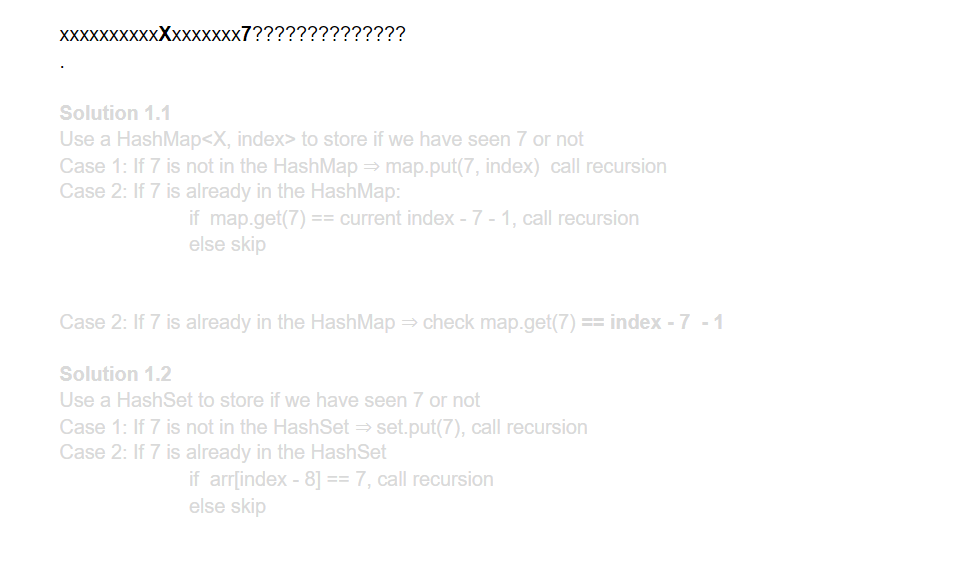 xxxxxxxxxxXxxxxxxx7??????????????
.
Solution 1.1
Use a HashMap<X, index> to store if we have seen 7 or not
Case 1: If 7 is not in the HashMap ⇒ map.put(7, index)  call recursion
Case 2: If 7 is already in the HashMap:
if  map.get(7) == current index - 7 - 1, call recursion
else skip
Case 2: If 7 is already in the HashMap ⇒ check map.get(7) == index - 7  - 1
Solution 1.2
Use a HashSet to store if we have seen 7 or not
Case 1: If 7 is not in the HashSet ⇒ set.put(7), call recursion
Case 2: If 7 is already in the HashSet
if  arr[index - 8] == 7, call recursion
else skip